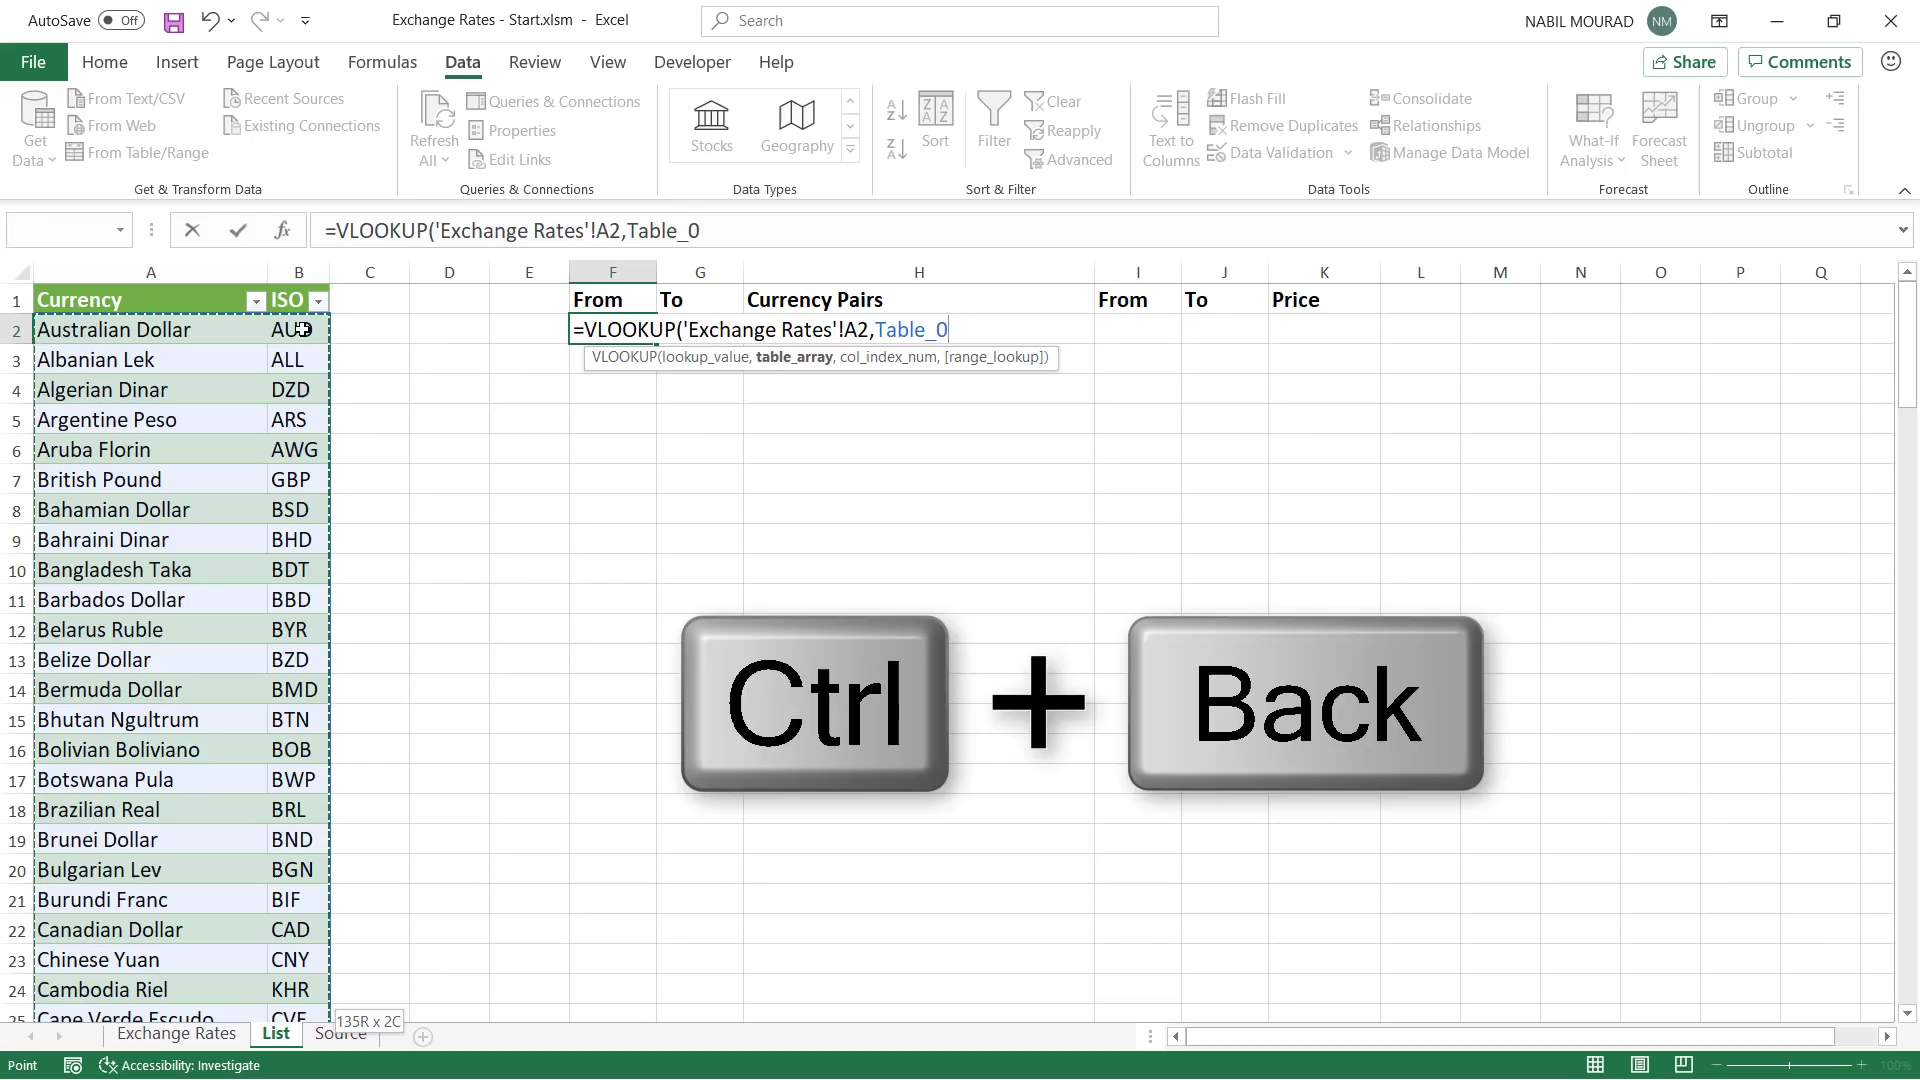 AutoSave Off Exchange Rates - Start.xlsm - Excel Search NABIL MOURAD NM
File Home Insert Page Layout Formulas Data Review View Developer Help Share Comments
Get Data
From Text/CSV
From Web
From Table/Range
Recent Sources
Existing Connections
Get & Transform Data
Refresh All
Queries & Connections
Properties
Edit Links
Queries & Connections
Stocks
Geography
Data Types
Sort
Filter
Clear
Reapply
Advanced
Sort & Filter
Text to Columns
Flash Fill
Remove Duplicates
Data Validation
Consolidate
Relationships
Manage Data Model
Data Tools
What-If Analysis
Forecast Sheet
Forecast
Group
Ungroup
Subtotal
Outline
fx =VLOOKUP('Exchange Rates'!A2,Table_0
A B C D E F G H I J K L M N O P Q
1 Currency ISO From To Currency Pairs From To Price
2 Australian Dollar AUD =VLOOKUP('Exchange Rates'!A2,Table_0
VLOOKUP(lookup_value, table_array, col_index_num, [range_lookup])
3 Albanian Lek ALL
4 Algerian Dinar DZD
5 Argentine Peso ARS
6 Aruba Florin AWG
7 British Pound GBP
8 Bahamian Dollar BSD
9 Bahraini Dinar BHD
10 Bangladesh Taka BDT
11 Barbados Dollar BBD
12 Belarus Ruble BYR
13 Belize Dollar BZD
14 Bermuda Dollar BMD
15 Bhutan Ngultrum BTN
16 Bolivian Boliviano BOB
17 Botswana Pula BWP
18 Brazilian Real BRL
19 Brunei Dollar BND
20 Bulgarian Lev BGN
21 Burundi Franc BIF
22 Canadian Dollar CAD
23 Chinese Yuan CNY
24 Cambodia Riel KHR
25 Cape Verde Escudo CVE
Ctrl + Back
135R x 2C
Exchange Rates List Source
Point Accessibility: Investigate 100%